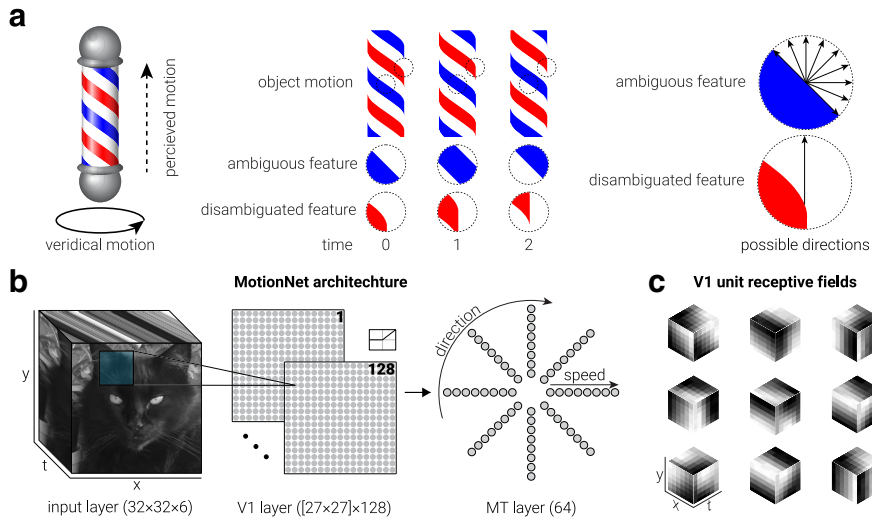 a
percieved motion
veridical motion
object motion
ambiguous feature
disambiguated feature
time 0 1 2
ambiguous feature
disambiguated feature
possible directions
b
MotionNet architechture
y
t
x
input layer (32×32×6)
1
128
V1 layer ([27×27]×128)
direction
speed
MT layer (64)
c
V1 unit receptive fields
y
x
t